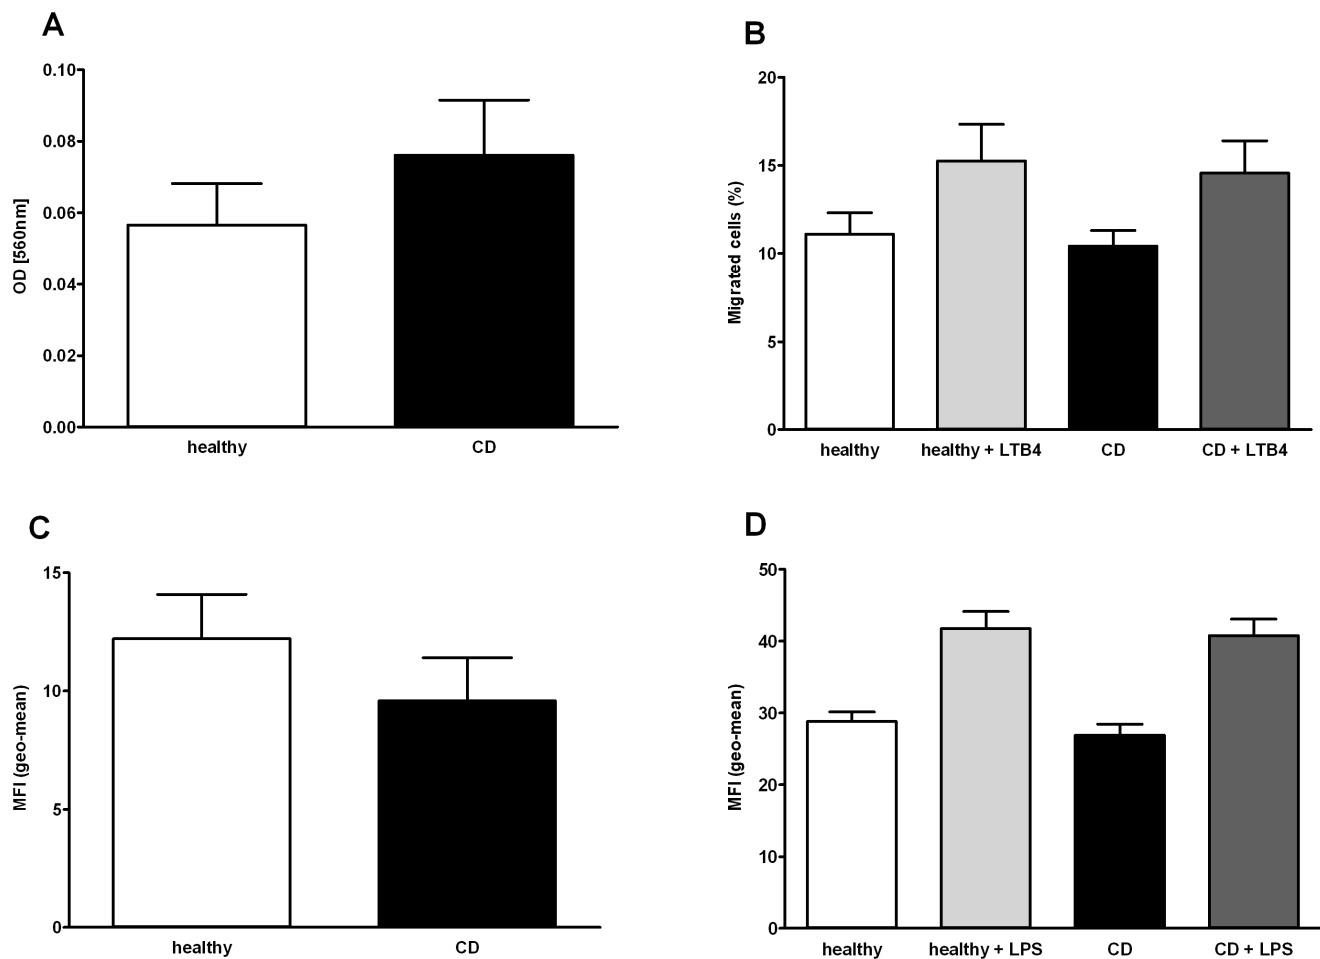 A
OD [560nm]
0.10
0.08
0.06
0.04
0.02
0.00
healthy
CD
B
Migrated cells (%)
20
15
10
5
0
healthy
healthy + LTB4
CD
CD + LTB4
C
MFI (geo-mean)
15
10
5
0
healthy
CD
D
MFI (geo-mean)
50
40
30
20
10
0
healthy
healthy + LPS
CD
CD + LPS